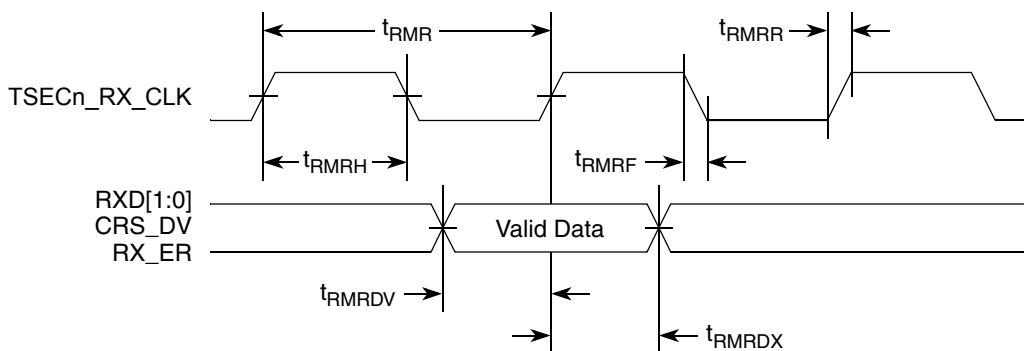 tRMR
tRMRR
TSECn_RX_CLK
tRMRH
tRMRF
RXD[1:0]
CRS_DV
RX_ER
Valid Data
tRMRDV
tRMRDX